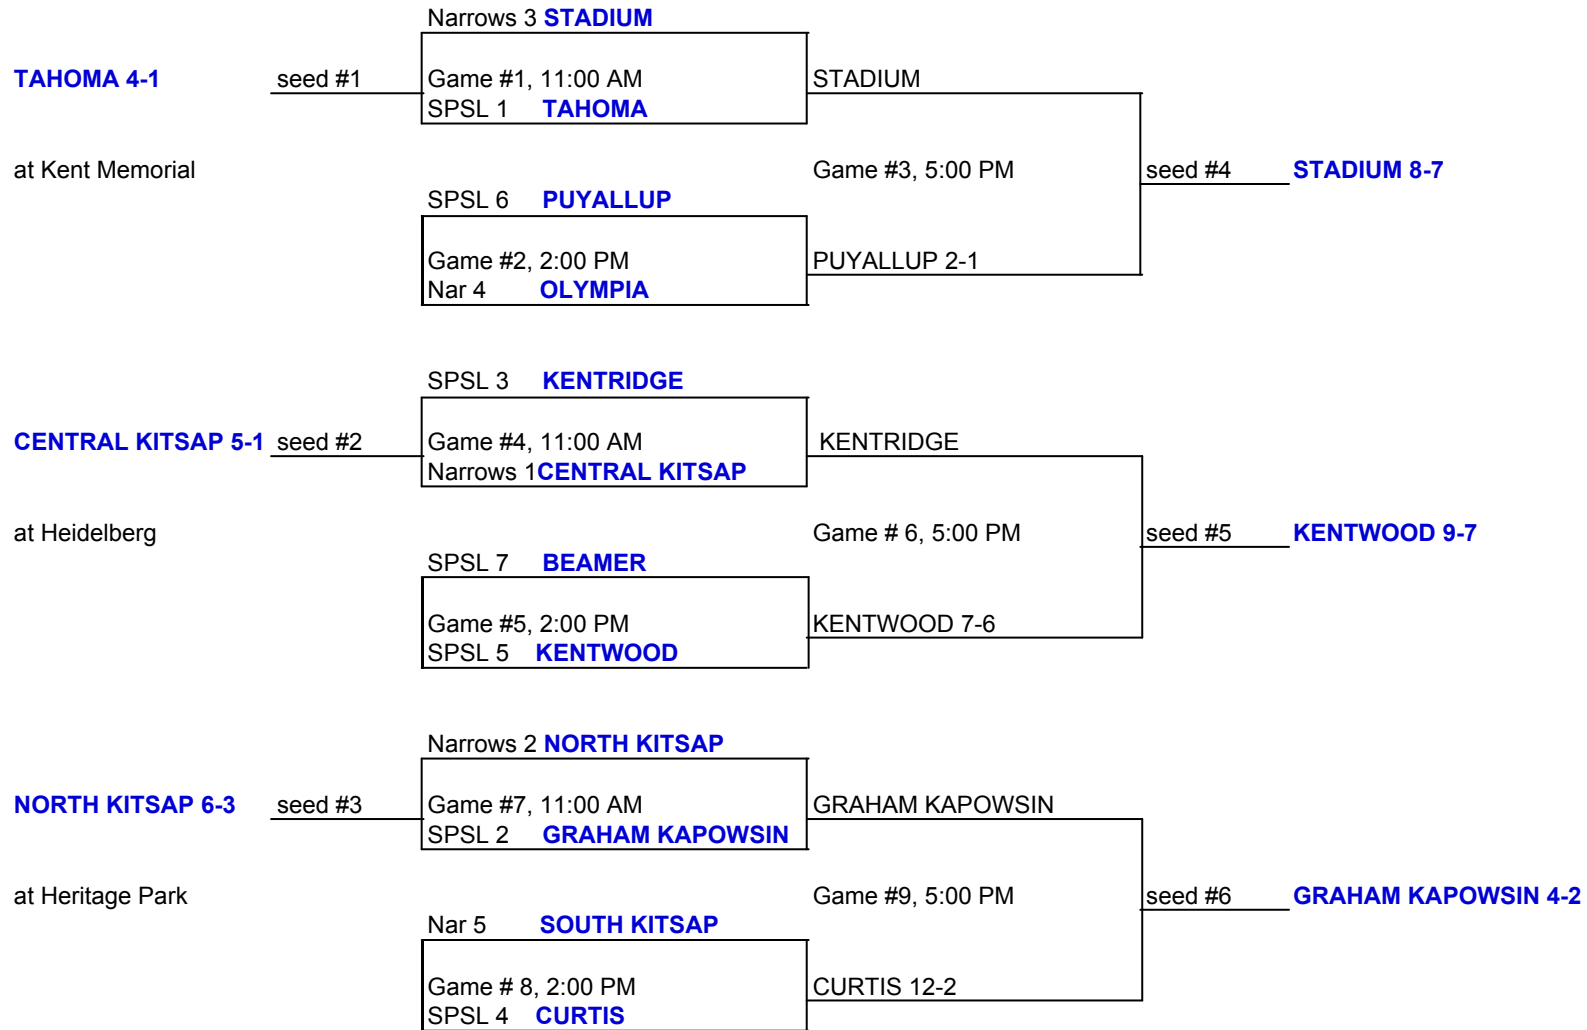 Narrows 3 STADIUM
TAHOMA 4-1 seed #1 Game #1, 11:00 AM STADIUM
SPSL 1 TAHOMA
at Kent Memorial Game #3, 5:00 PM seed #4 STADIUM 8-7
SPSL 6 PUYALLUP
Game #2, 2:00 PM PUYALLUP 2-1
Nar 4 OLYMPIA
SPSL 3 KENTRIDGE
CENTRAL KITSAP 5-1 seed #2 Game #4, 11:00 AM KENTRIDGE
Narrows 1 CENTRAL KITSAP
at Heidelberg Game # 6, 5:00 PM seed #5 KENTWOOD 9-7
SPSL 7 BEAMER
Game #5, 2:00 PM KENTWOOD 7-6
SPSL 5 KENTWOOD
Narrows 2 NORTH KITSAP
NORTH KITSAP 6-3 seed #3 Game #7, 11:00 AM GRAHAM KAPOWSIN
SPSL 2 GRAHAM KAPOWSIN
at Heritage Park Game #9, 5:00 PM seed #6 GRAHAM KAPOWSIN 4-2
Nar 5 SOUTH KITSAP
Game # 8, 2:00 PM CURTIS 12-2
SPSL 4 CURTIS